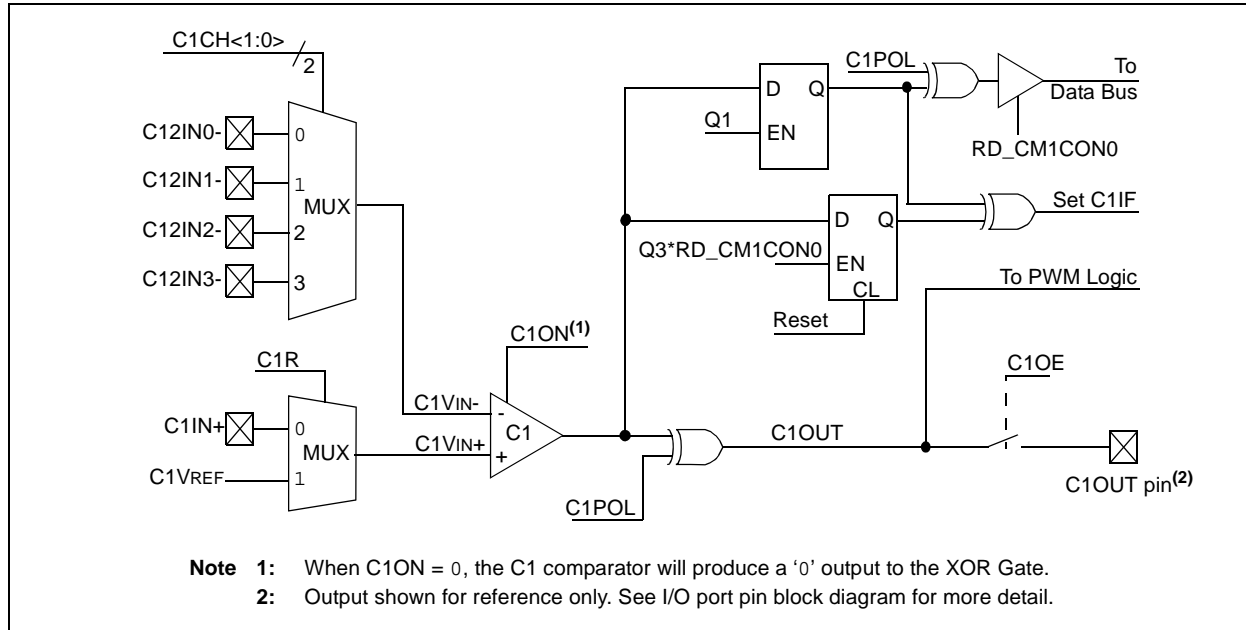 C1CH<1:0>
2
C12IN0-
0
C12IN1-
1
MUX
C12IN2-
2
C12IN3-
3
C1R
C1IN+
0
MUX
C1VREF
1
C1ON(1)
C1VIN-
-
C1
C1VIN+
+
C1POL
D Q
Q1
EN
C1POL
To
Data Bus
RD_CM1CON0
D Q
Q3*RD_CM1CON0
EN
CL
Reset
Set C1IF
To PWM Logic
C1OE
C1OUT
C1OUT pin(2)
Note 1: When C1ON = 0, the C1 comparator will produce a ‘0’ output to the XOR Gate.
2: Output shown for reference only. See I/O port pin block diagram for more detail.